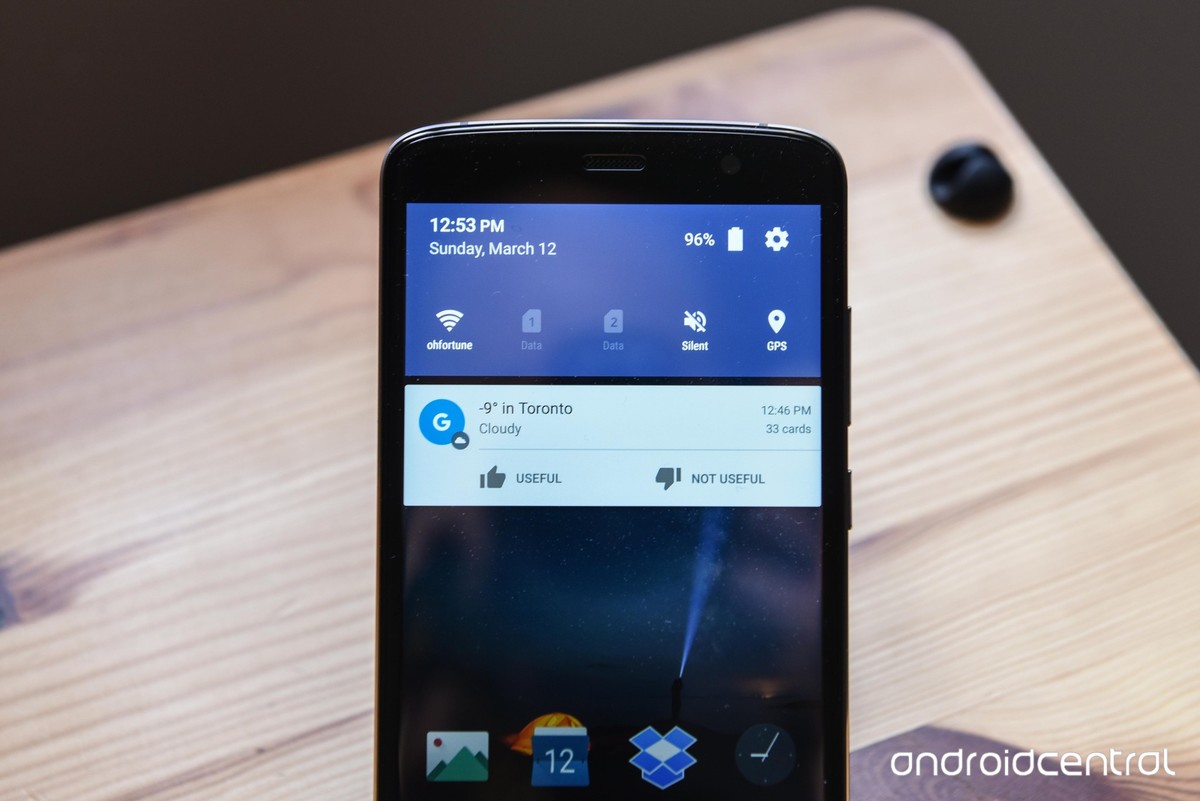 12:53 PM
Sunday, March 12
96%
ohfortune
1
Data
2
Data
Silent
GPS
G
-9° in Toronto
Cloudy
12:46 PM
33 cards
USEFUL
NOT USEFUL
12
androidcentral